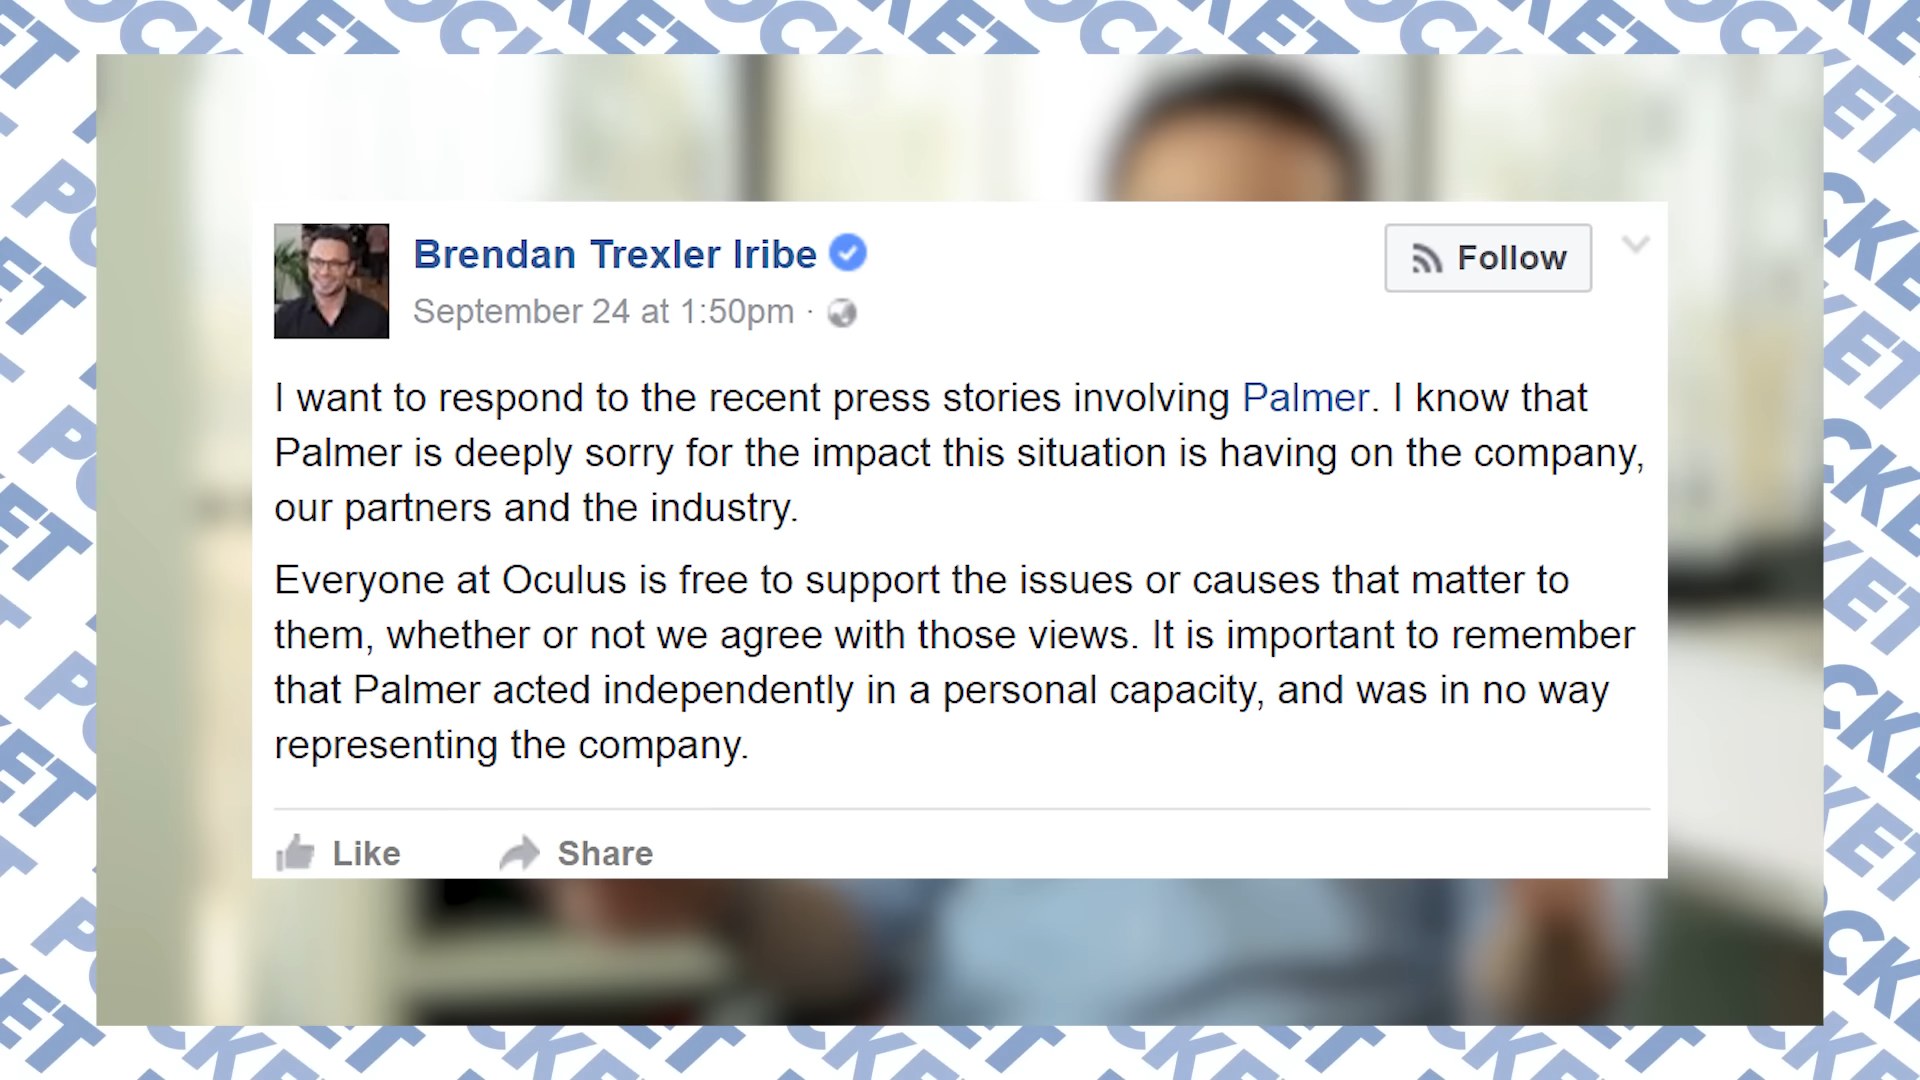 Brendan Trexler Iribe
Follow
September 24 at 1:50pm ·
I want to respond to the recent press stories involving Palmer. I know that
Palmer is deeply sorry for the impact this situation is having on the company,
our partners and the industry.
Everyone at Oculus is free to support the issues or causes that matter to
them, whether or not we agree with those views. It is important to remember
that Palmer acted independently in a personal capacity, and was in no way
representing the company.
Like Share